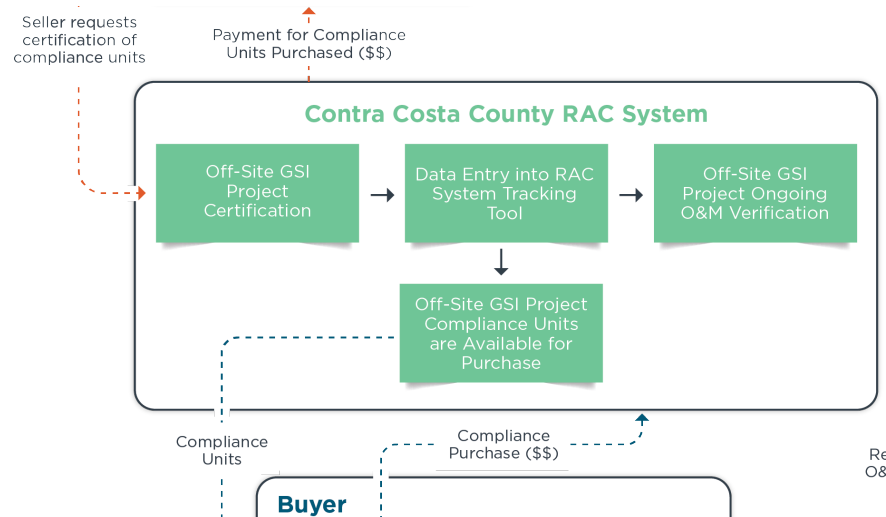 Seller requests
certification of
compliance units
Payment for Compliance
Units Purchased ($$)
Contra Costa County RAC System
Off-Site GSI
Project
Certification
Data Entry into RAC
System Tracking
Tool
Off-Site GSI
Project Ongoing
O&M Verification
Off-Site GSI Project
Compliance Units
are Available for
Purchase
Compliance
Units
Compliance
Purchase ($$)
Re
O&
Buyer